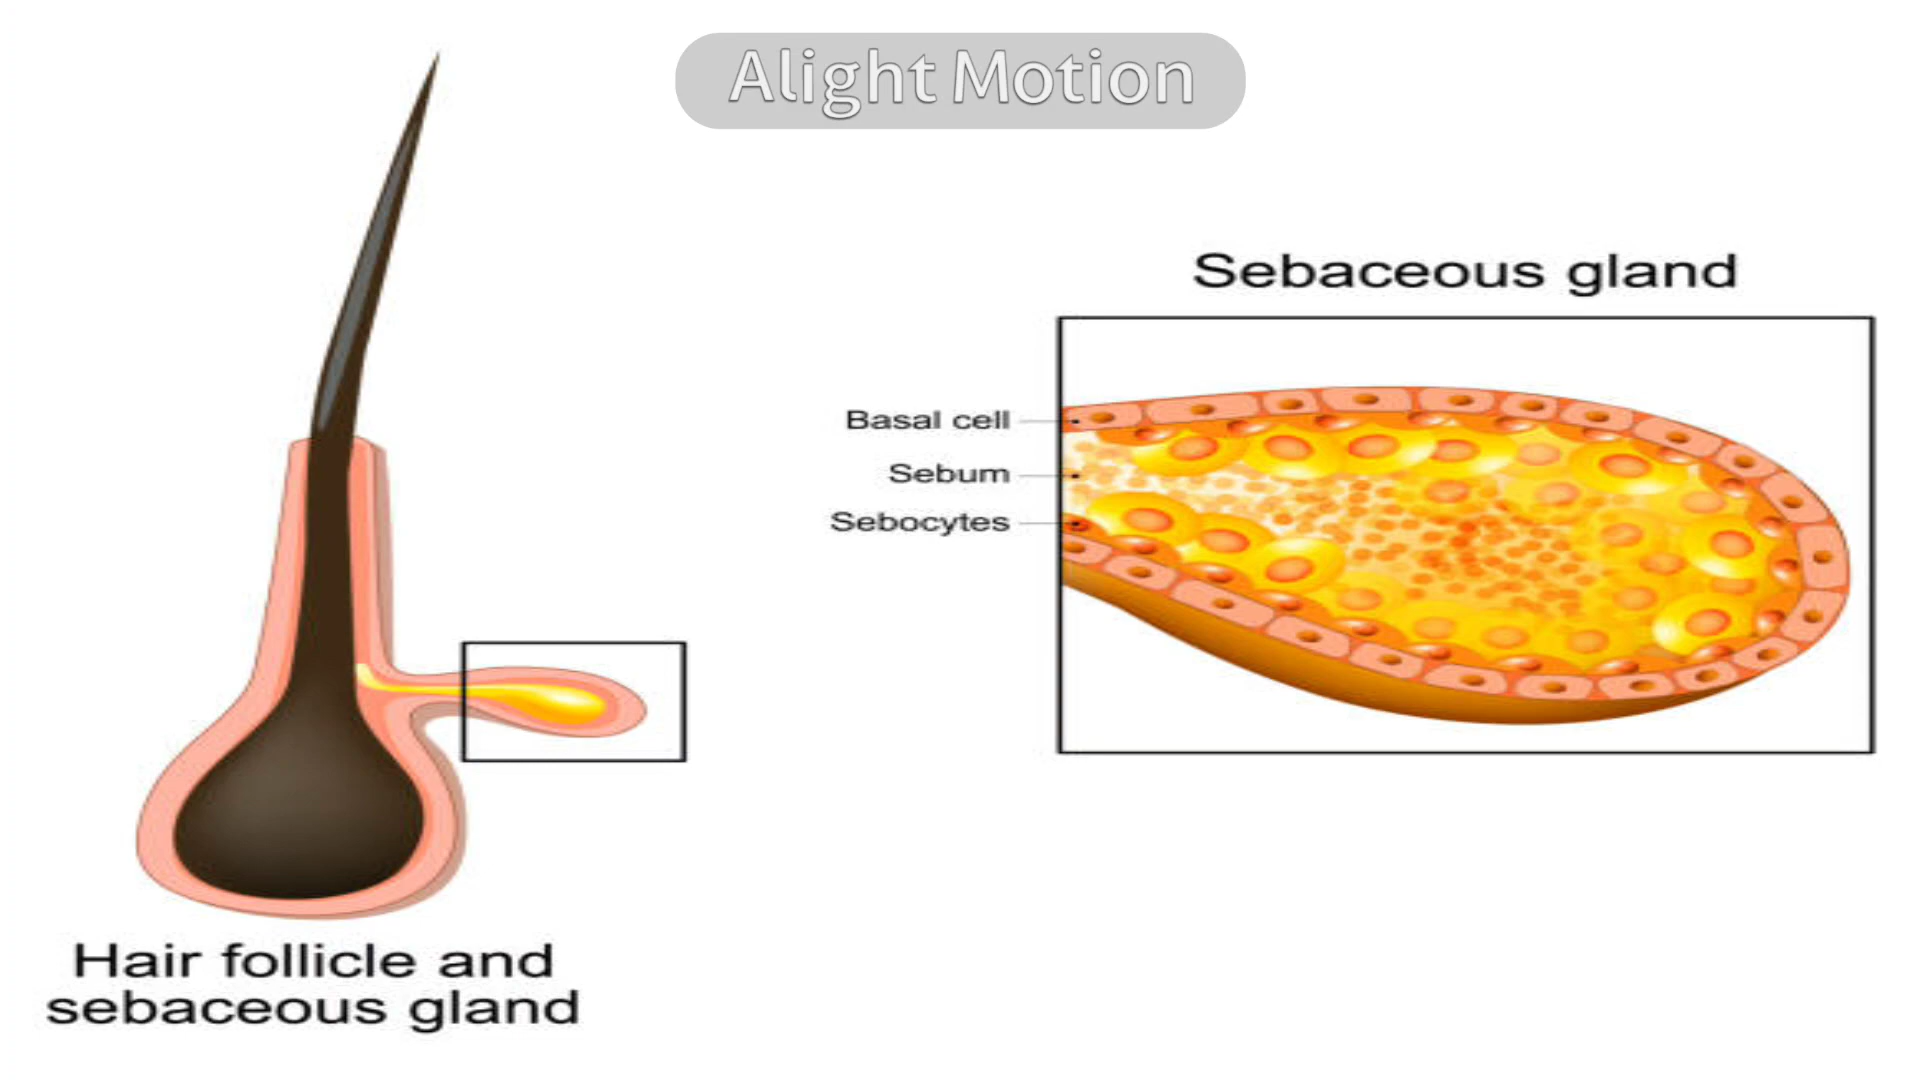 Alight Motion
Sebaceous gland
Basal cell
Sebum
Sebocytes
Hair follicle and
sebaceous gland